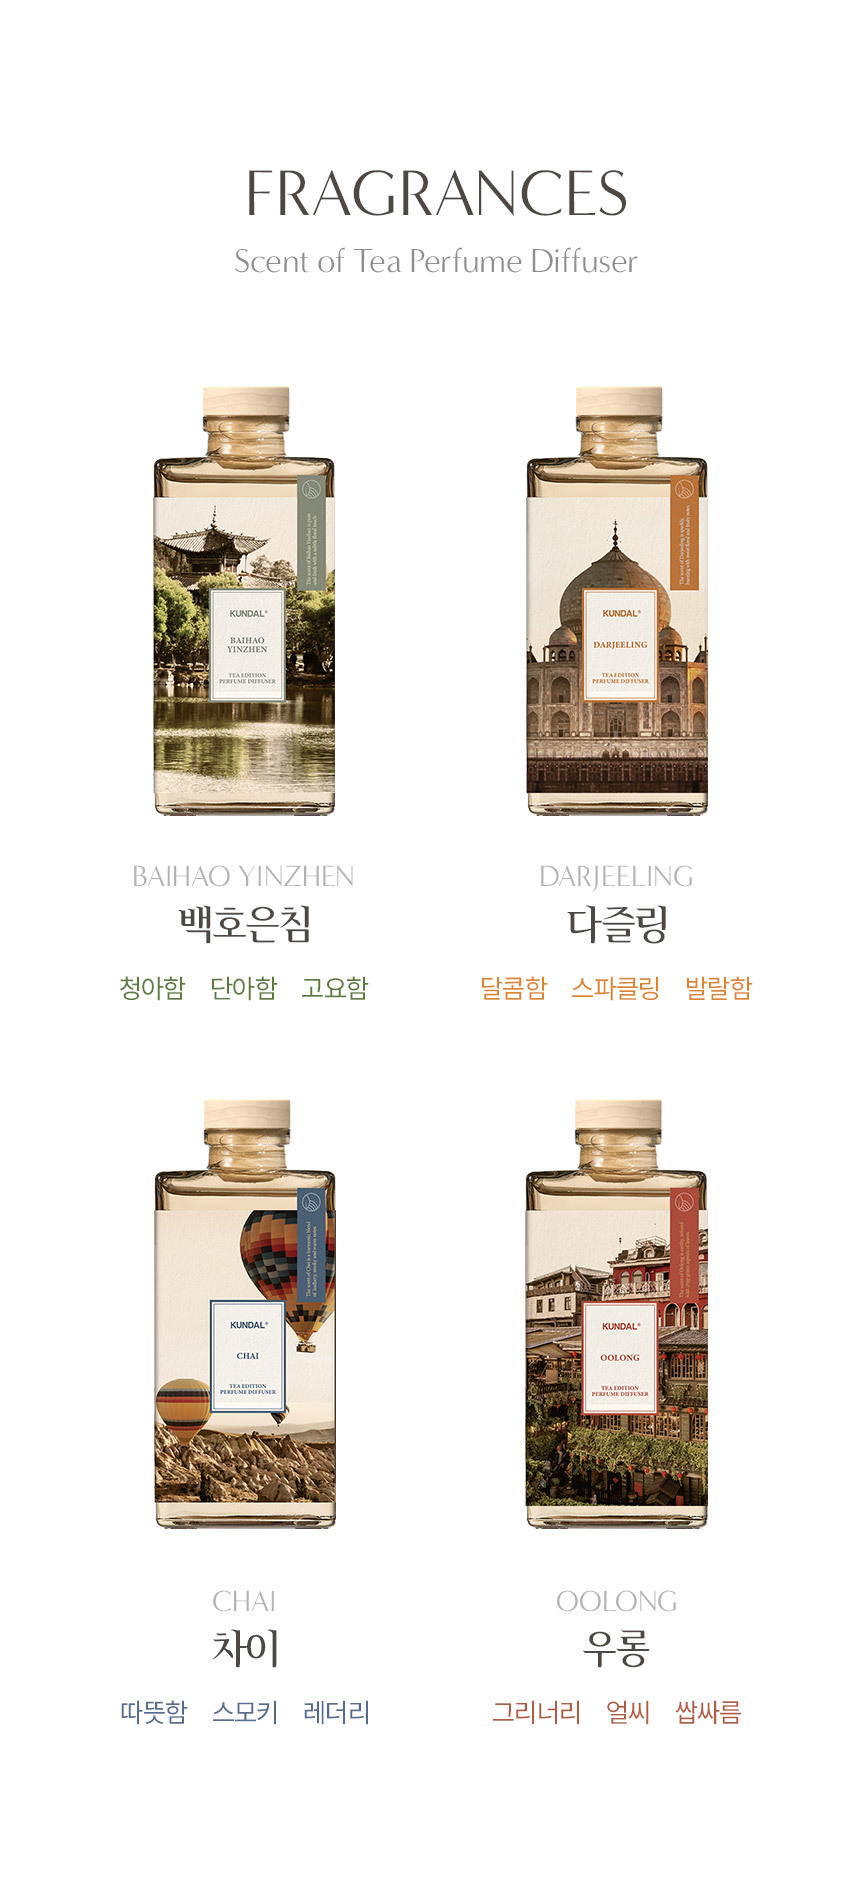 FRAGRANCES
Scent of Tea Perfume Diffuser
KUNDAL®
BAIHAO
YINZHEN
TEA EDITION
PERFUME DIFFUSER
KUNDAL®
DARJEELING
TEA EDITION
PERFUME DIFFUSER
BAIHAO YINZHEN
백호은침
청아함 단아함 고요함
DARJEELING
다즐링
달콤함 스파클링 발랄함
KUNDAL®
CHAI
TEA EDITION
PERFUME DIFFUSER
KUNDAL®
OOLONG
TEA EDITION
PERFUME DIFFUSER
CHAI
차이
따뜻함 스모키 레더리
OOLONG
우롱
그리너리 얼씨 쌉싸름